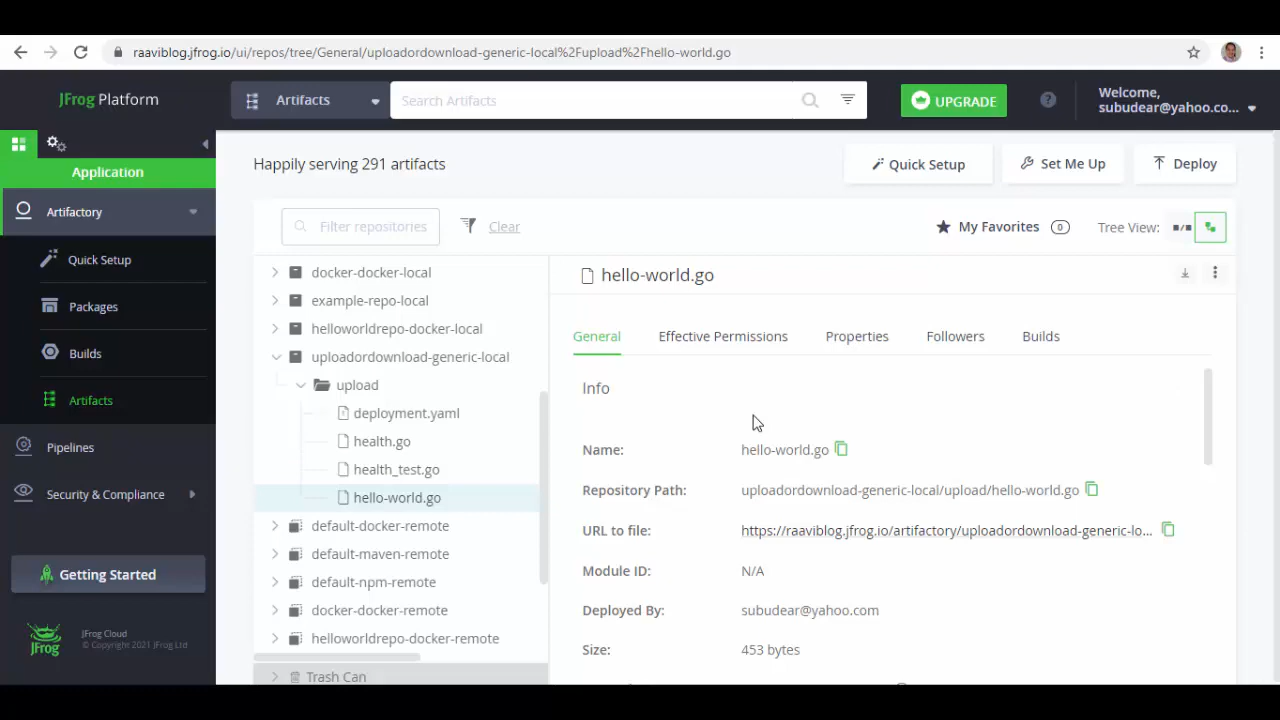 raaviblog.jfrog.io/ui/repos/tree/General/uploadordownload-generic-local%2Fupload%2Fhello-world.go
JFrog Platform
Artifacts
Search Artifacts
UPGRADE
?
Welcome,
subudear@yahoo.co...
Application
Happily serving 291 artifacts
Quick Setup
Set Me Up
Deploy
Artifactory
Quick Setup
Packages
Builds
Artifacts
Pipelines
Security & Compliance
Getting Started
JFrog
JFrog Cloud
© Copyright 2021 JFrog Ltd
Filter repositories
Clear
My Favorites 0
Tree View:
docker-docker-local
example-repo-local
helloworldrepo-docker-local
uploadordownload-generic-local
upload
deployment.yaml
health.go
health_test.go
hello-world.go
default-docker-remote
default-maven-remote
default-npm-remote
docker-docker-remote
helloworldrepo-docker-remote
Trash Can
hello-world.go
General Effective Permissions Properties Followers Builds
Info
Name: hello-world.go
Repository Path: uploadordownload-generic-local/upload/hello-world.go
URL to file: https://raaviblog.jfrog.io/artifactory/uploadordownload-generic-lo...
Module ID: N/A
Deployed By: subudear@yahoo.com
Size: 453 bytes